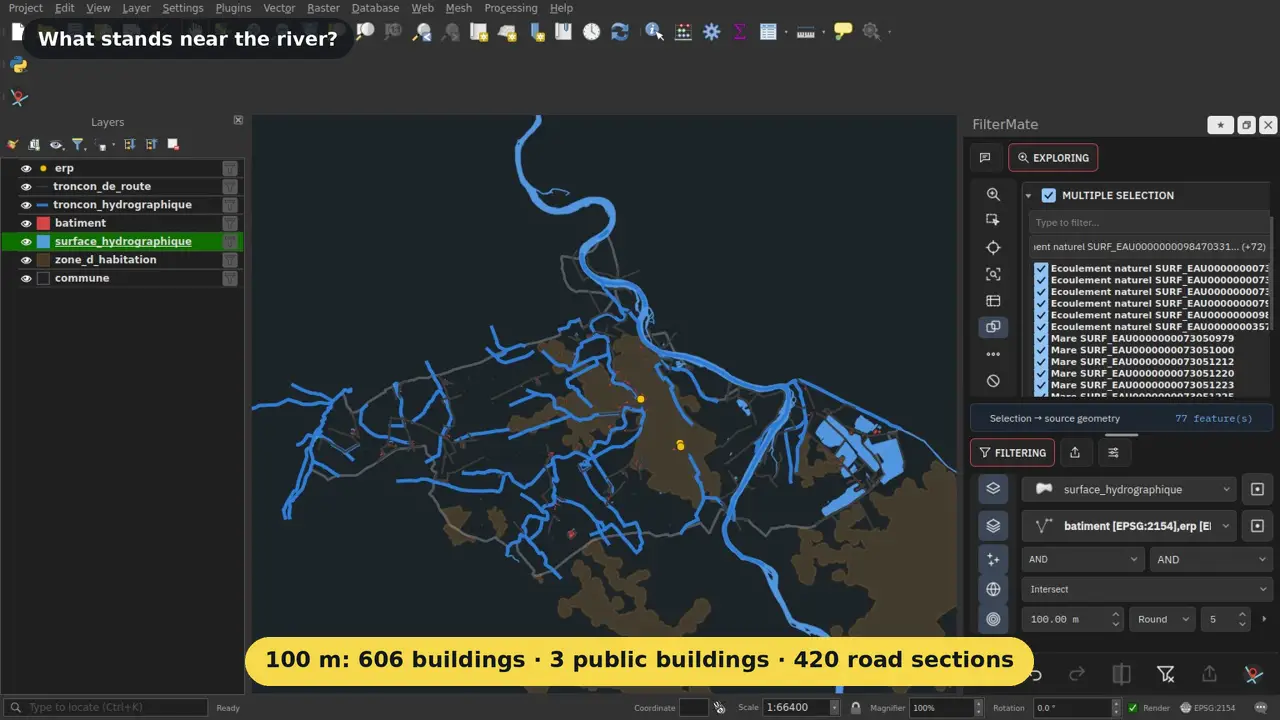 Project Edit View Layer Settings Plugins Vector Raster Database Web Mesh Processing Help
What stands near the river?
Layers
erp
troncon_de_route
troncon_hydrographique
batiment
surface_hydrographique
zone_d_habitation
commune
FilterMate
EXPLORING
MULTIPLE SELECTION
Type to filter...
ent naturel SURF_EAU0000000098470331... (+72)
Ecoulement naturel SURF_EAU000000007
Ecoulement naturel SURF_EAU000000007
Ecoulement naturel SURF_EAU000000007
Ecoulement naturel SURF_EAU000000007
Ecoulement naturel SURF_EAU000000009
Ecoulement naturel SURF_EAU000000035
Mare SURF_EAU0000000073050979
Mare SURF_EAU0000000073051000
Mare SURF_EAU0000000073051212
Mare SURF_EAU0000000073051220
Mare SURF_EAU0000000073051223
Selection → source geometry 77 feature(s)
FILTERING
surface_hydrographique
batiment [EPSG:2154],erp [E
AND AND
Intersect
100.00 m Round 5
100 m: 606 buildings · 3 public buildings · 420 road sections
Type to locate (Ctrl+K) Ready Coordinate Scale 1:66400 Magnifier 100% Rotation 0.0 ° Render EPSG:2154